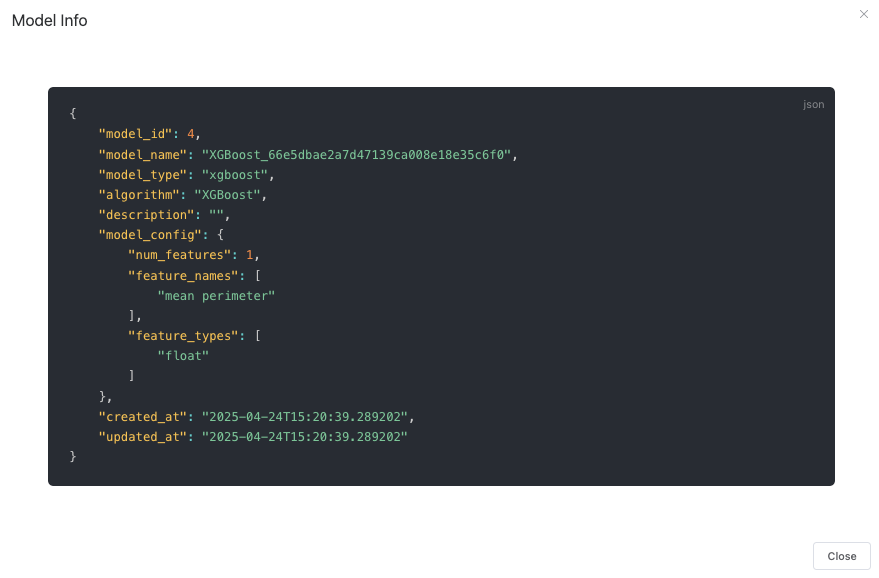 Model Info
json
{
    "model_id": 4,
    "model_name": "XGBoost_66e5dbae2a7d47139ca008e18e35c6f0",
    "model_type": "xgboost",
    "algorithm": "XGBoost",
    "description": "",
    "model_config": {
        "num_features": 1,
        "feature_names": [
            "mean perimeter"
        ],
        "feature_types": [
            "float"
        ]
    },
    "created_at": "2025-04-24T15:20:39.289202",
    "updated_at": "2025-04-24T15:20:39.289202"
}
Close